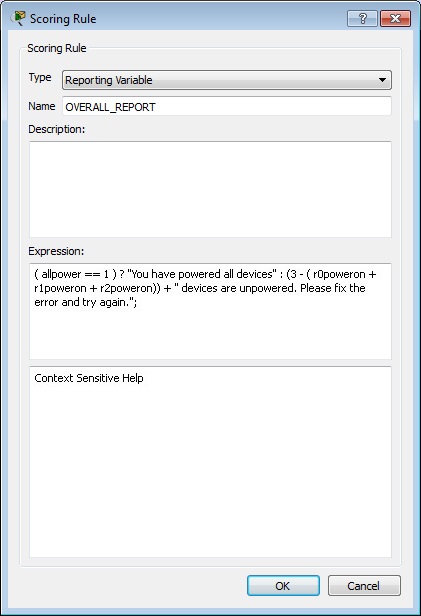 Scoring Rule
Scoring Rule
Type Reporting Variable
Name OVERALL_REPORT
Description:
Expression:
( allpower == 1 ) ? "You have powered all devices" : (3 - ( r0poweron +
r1poweron + r2poweron)) + " devices are unpowered. Please fix the
error and try again.";
Context Sensitive Help
OK Cancel